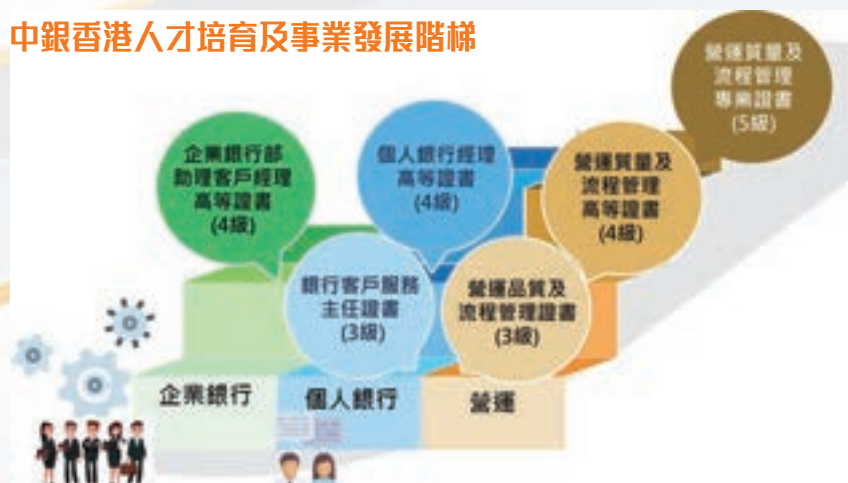 中銀香港人才培育及事業發展階梯
營運質量及
流程管理
專業證書
(5級)
企業銀行部
助理客戶經理
高等證書
(4級)
個人銀行經理
高等證書
(4級)
營運質量及
流程管理
高等證書
(4級)
銀行客戶服務
主任證書
(3級)
營運品質及
流程管理證書
(3級)
企業銀行
個人銀行
營運